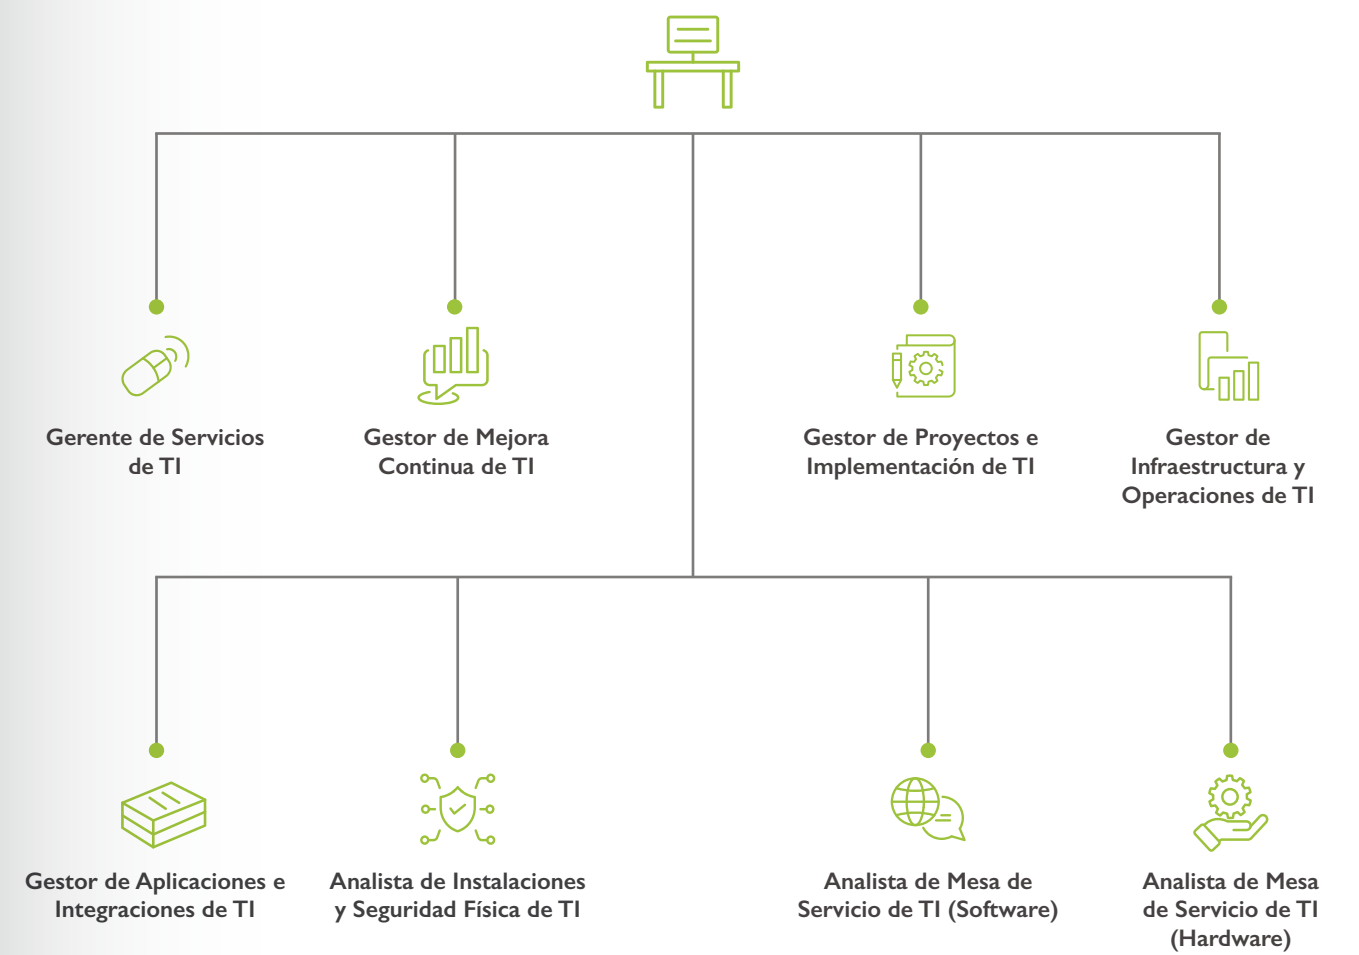 Gerente de Servicios
de TI
Gestor de Mejora
Continua de TI
Gestor de Proyectos e
Implementación de TI
Gestor de
Infraestructura y
Operaciones de TI
Gestor de Aplicaciones e
Integraciones de TI
Analista de Instalaciones
y Seguridad Física de TI
Analista de Mesa de
Servicio de TI (Software)
Analista de Mesa
de Servicio de TI
(Hardware)